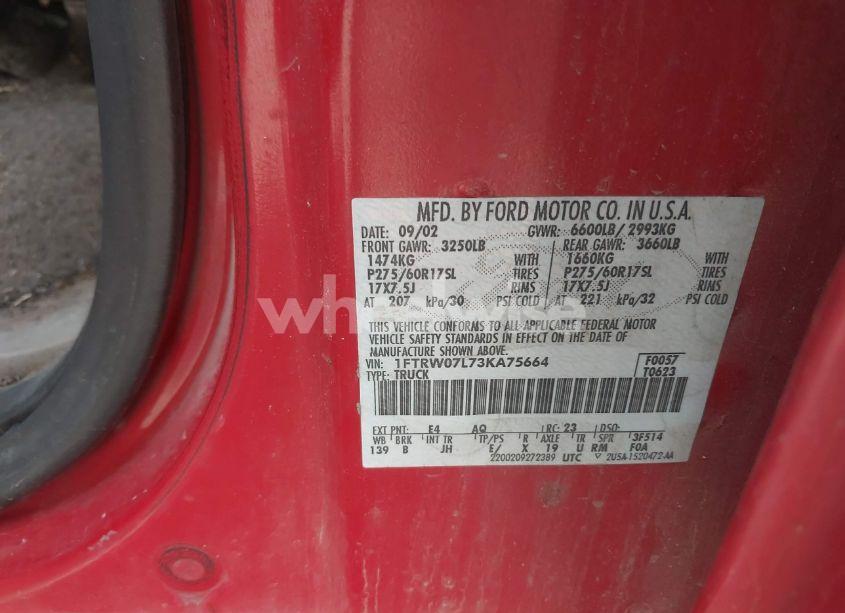 MFD. BY FORD MOTOR CO. IN U.S.A.
DATE: 09/02 GVWR: 6600LB/ 2993KG
FRONT GAWR: 3250LB REAR GAWR: 3660LB
1474KG WITH 1660KG WITH
P275/60R17SL TIRES P275/60R17SL TIRES
17X7.5J RIMS 17X7.5J RIMS
AT 207 kPa/30 PSI COLD AT 221 kPa/32 PSI COLD
THIS VEHICLE CONFORMS TO ALL APPLICABLE FEDERAL MOTOR
VEHICLE SAFETY STANDARDS IN EFFECT ON THE DATE OF
MANUFACTURE SHOWN ABOVE.
VIN: 1FTRW07L73KA75664 F0057
TYPE: TRUCK T0623
EXT PNT: E4 AQ RC: 23 DSO:
WB BRK INT TR TP/PS R AXLE TR SPR 3F514
139 B JH E/ X 19 U RM F0A
2200209272389 UTC 2U5A-1520472-AA